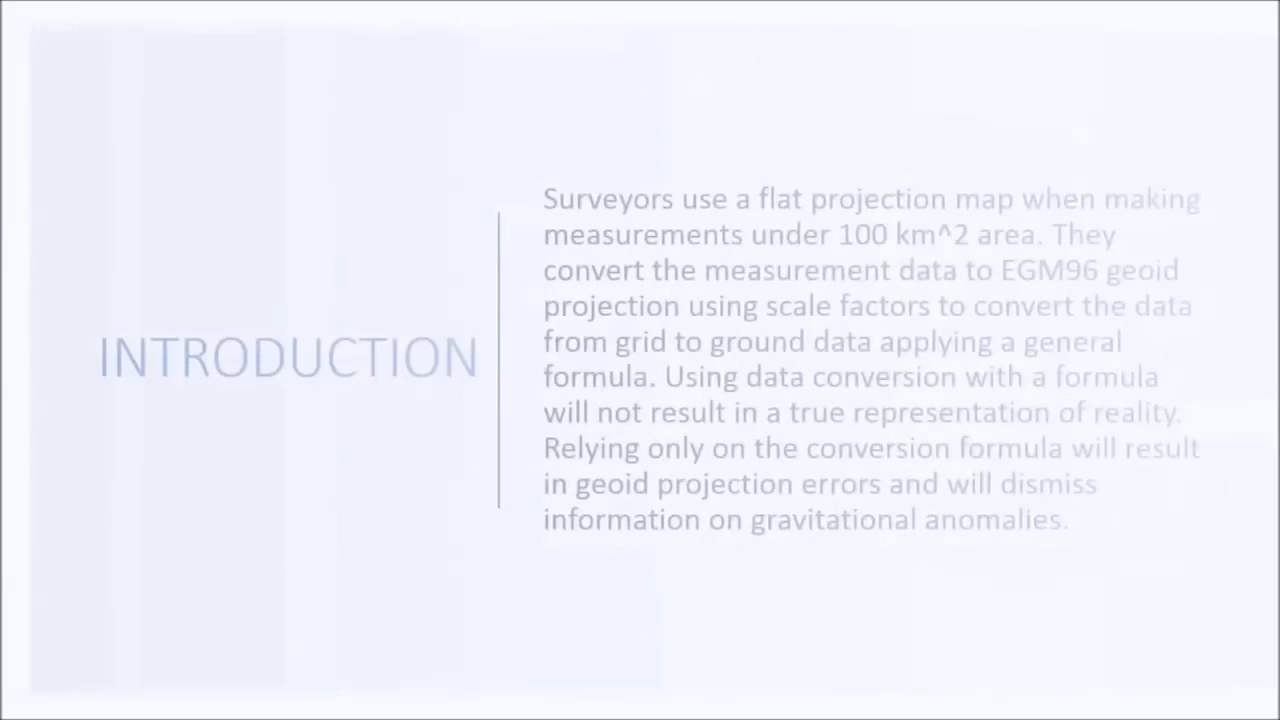 INTRODUCTION
Surveyors use a flat projection map when making
measurements under 100 km^2 area. They
convert the measurement data to EGM96 geoid
projection using scale factors to convert the data
from grid to ground data applying a general
formula. Using data conversion with a formula
will not result in a true representation of reality.
Relying only on the conversion formula will result
in geoid projection errors and will dismiss
information on gravitational anomalies.